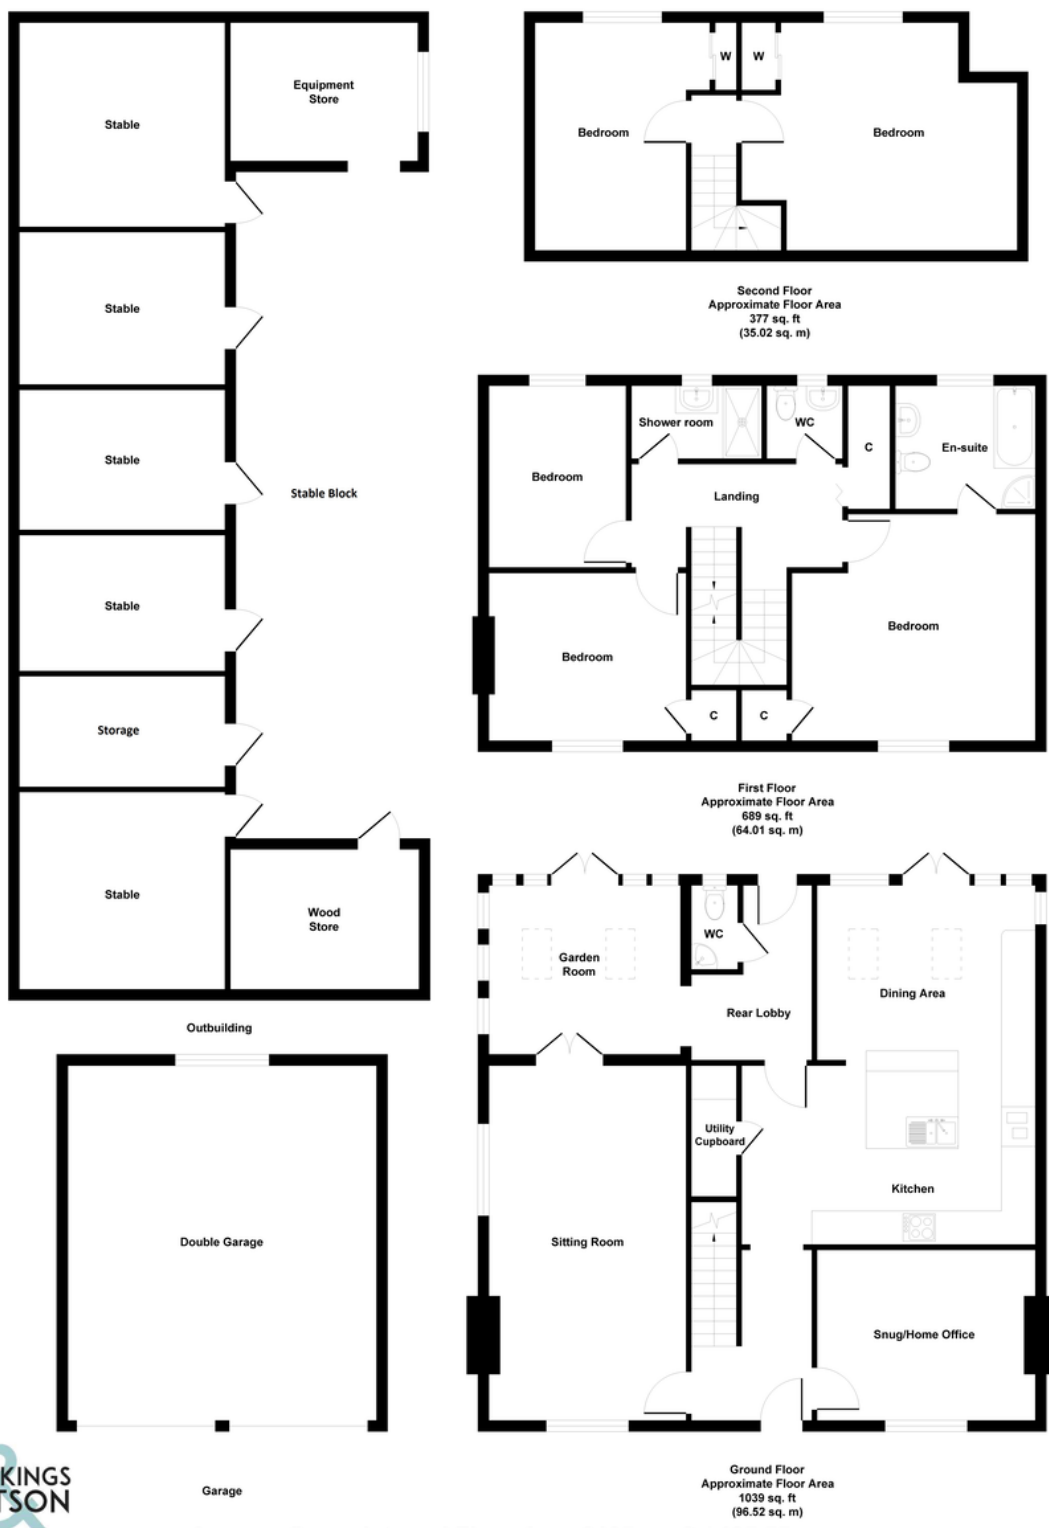 Stable
Equipment
Store
Stable
Stable
Stable Block
Stable
Storage
Stable
Wood
Store
Outbuilding
Double Garage
Garage
KINGS
TSON
Bedroom
W
W
Bedroom
Second Floor
Approximate Floor Area
377 sq. ft
(35.02 sq. m)
Shower room
WC
C
En-suite
Bedroom
Landing
Bedroom
Bedroom
C
C
First Floor
Approximate Floor Area
689 sq. ft
(64.01 sq. m)
Garden
Room
WC
Rear Lobby
Dining Area
Utility
Cupboard
Kitchen
Sitting Room
Snug/Home Office
Ground Floor
Approximate Floor Area
1039 sq. ft
(96.52 sq. m)